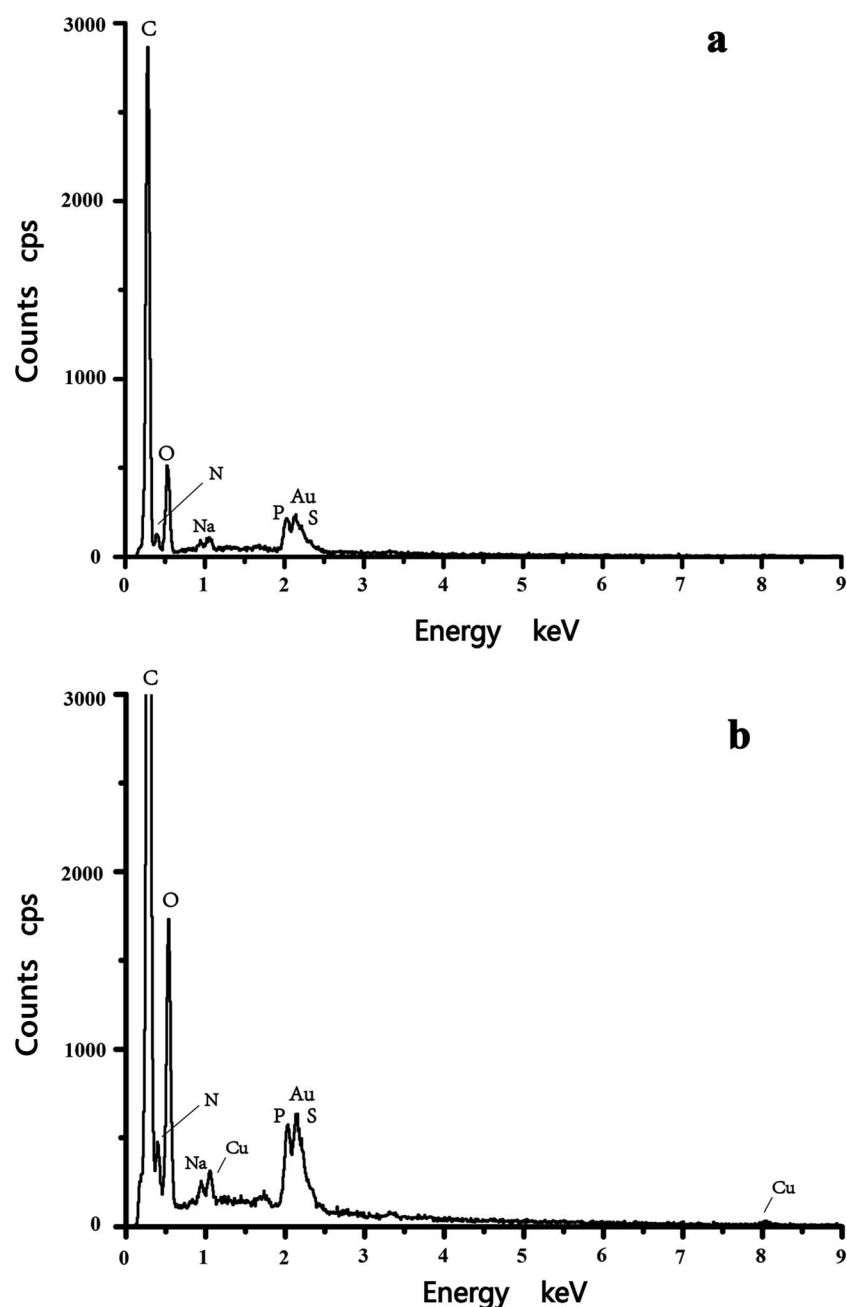 a
C
3000
2000
Counts cps
1000
O
N
Au
P S
Na
0
0 1 2 3 4 5 6 7 8 9
Energy keV
C
3000
b
2000
O
Counts cps
1000
N
Au
P S
Cu
Na
Cu
0
0 1 2 3 4 5 6 7 8 9
Energy keV